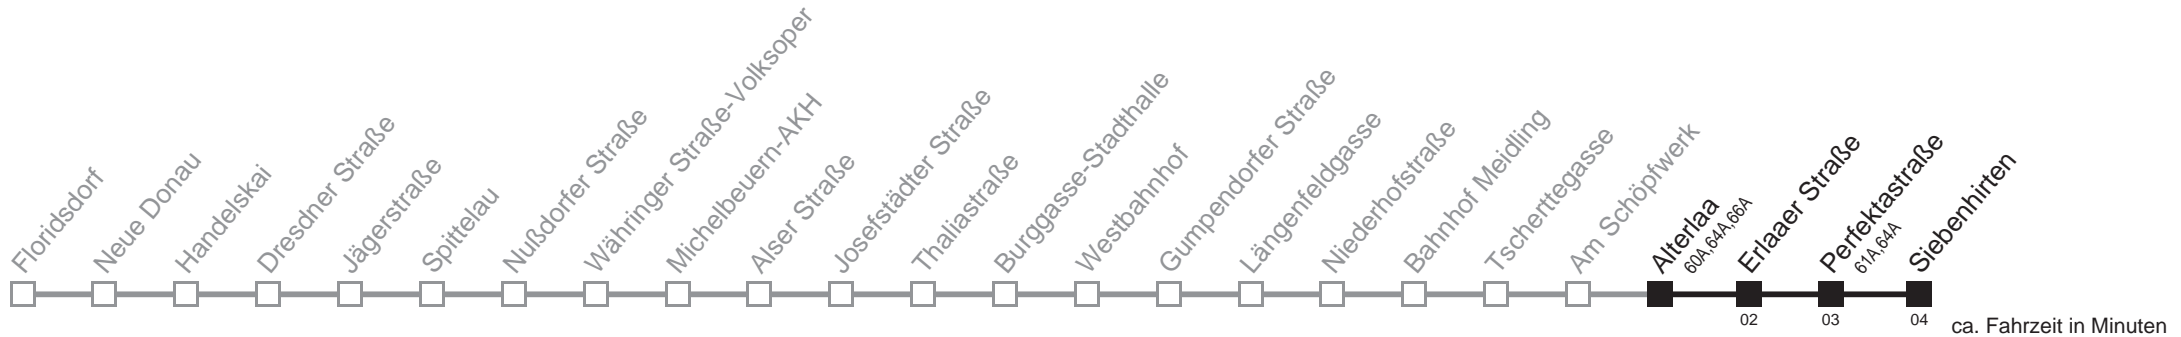 Floridsdorf
Neue Donau
Handelskai
Dresdner Straße
Jägerstraße
Spittelau
Nußdorfer Straße
Währinger Straße-Volksoper
Michelbeuern-AKH
Alser Straße
Josefstädter Straße
Thaliastraße
Burggasse-Stadthalle
Westbahnhof
Gumpendorfer Straße
Längenfeldgasse
Niederhofstraße
Bahnhof Meidling
Tscherttegasse
Am Schöpfwerk
Alterlaa
60A,64A,66A
Erlaaer Straße
Perfektastraße
61A,64A
Siebenhirten
02
03
04
ca. Fahrzeit in Minuten